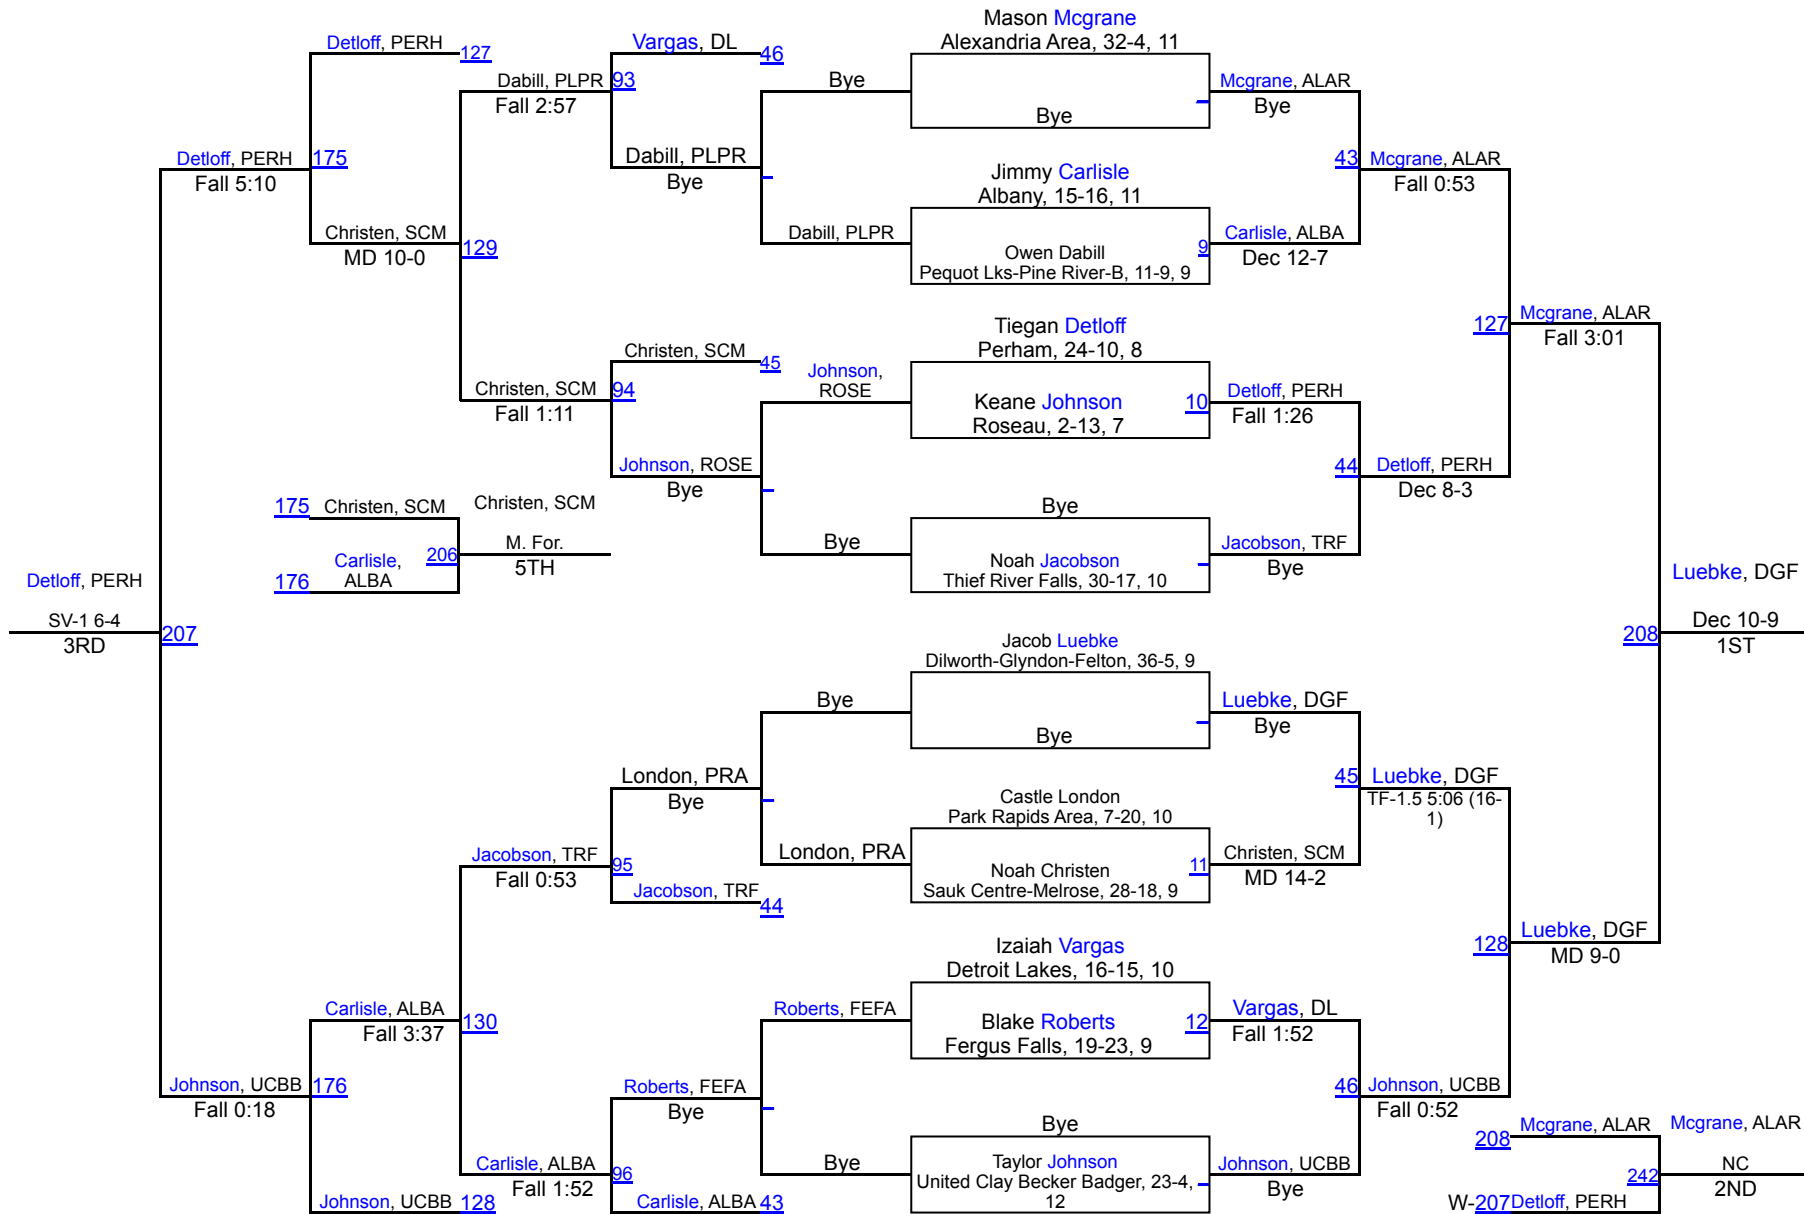 Mason Mcgrane
Alexandria Area, 32-4, 11
Bye
Jimmy Carlisle
Albany, 15-16, 11
Owen Dabill
Pequot Lks-Pine River-B, 11-9, 9
9
Tiegan Detloff
Perham, 24-10, 8
Keane Johnson
Roseau, 2-13, 7
10
Bye
Noah Jacobson
Thief River Falls, 30-17, 10
Jacob Luebke
Dilworth-Glyndon-Felton, 36-5, 9
Bye
Castle London
Park Rapids Area, 7-20, 10
Noah Christen
Sauk Centre-Melrose, 28-18, 9
11
Izaiah Vargas
Detroit Lakes, 16-15, 10
Blake Roberts
Fergus Falls, 19-23, 9
12
Bye
Taylor Johnson
United Clay Becker Badger, 23-4,
12
Mcgrane, ALAR
Bye
Carlisle, ALBA
Dec 12-7
Detloff, PERH
Fall 1:26
Jacobson, TRF
Bye
Luebke, DGF
Bye
Christen, SCM
MD 14-2
Vargas, DL
Fall 1:52
Johnson, UCBB
Bye
43
Mcgrane, ALAR
Fall 0:53
44
Detloff, PERH
Dec 8-3
45
Luebke, DGF
TF-1.5 5:06 (16-
1)
46
Johnson, UCBB
Fall 0:52
127
Mcgrane, ALAR
Fall 3:01
128
Luebke, DGF
MD 9-0
208
Luebke, DGF
Dec 10-9
1ST
208
Mcgrane, ALAR
W-207
Detloff, PERH
242
Mcgrane, ALAR
NC
2ND
Bye
Dabill, PLPR
Johnson,
ROSE
Bye
Bye
London, PRA
Roberts, FEFA
Bye
Vargas, DL
46
Dabill, PLPR
Bye
Christen, SCM
45
Johnson, ROSE
Bye
London, PRA
Bye
Jacobson, TRF
44
Roberts, FEFA
Bye
Carlisle, ALBA
43
Dabill, PLPR
Fall 2:57
93
Christen, SCM
Fall 1:11
94
Jacobson, TRF
Fall 0:53
95
Carlisle, ALBA
Fall 1:52
96
Detloff, PERH
127
Christen, SCM
MD 10-0
129
Carlisle, ALBA
Fall 3:37
130
Johnson, UCBB
128
Detloff, PERH
Fall 5:10
175
Johnson, UCBB
Fall 0:18
176
175
Christen, SCM
176
Carlisle,
ALBA
206
Christen, SCM
M. For.
5TH
Detloff, PERH
SV-1 6-4
3RD
207